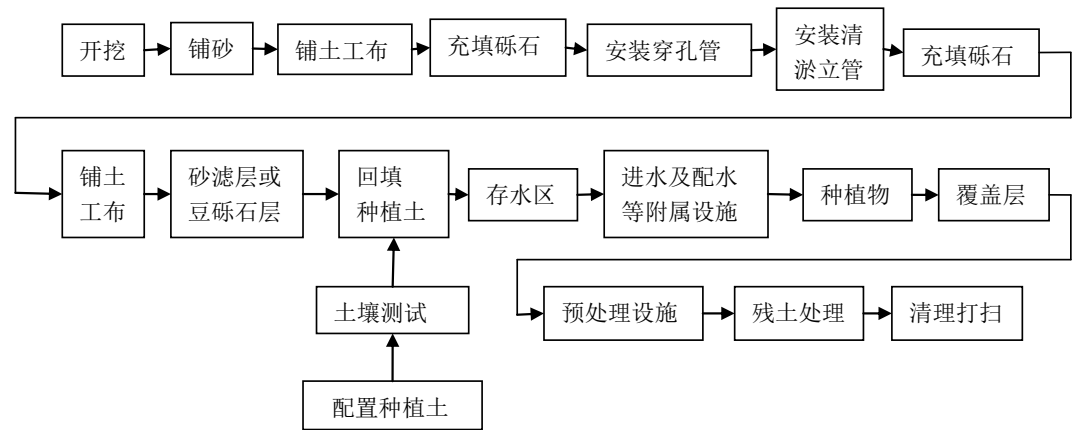 开挖
铺砂
铺土工布
充填砾石
安装穿孔管
安装清
淤立管
充填砾石
铺土
工布
砂滤层或
豆砾石层
回填
种植土
存水区
进水及配水
等附属设施
种植物
覆盖层
土壤测试
配置种植土
预处理设施
残土处理
清理打扫